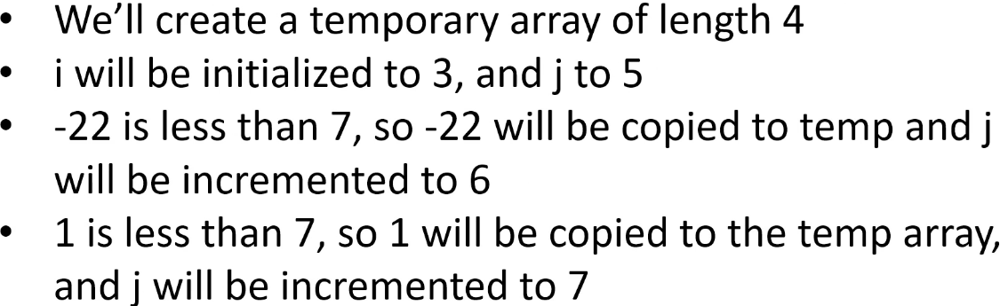 • We’ll create a temporary array of length 4
• i will be initialized to 3, and j to 5
• -22 is less than 7, so -22 will be copied to temp and j
will be incremented to 6
• 1 is less than 7, so 1 will be copied to the temp array,
and j will be incremented to 7